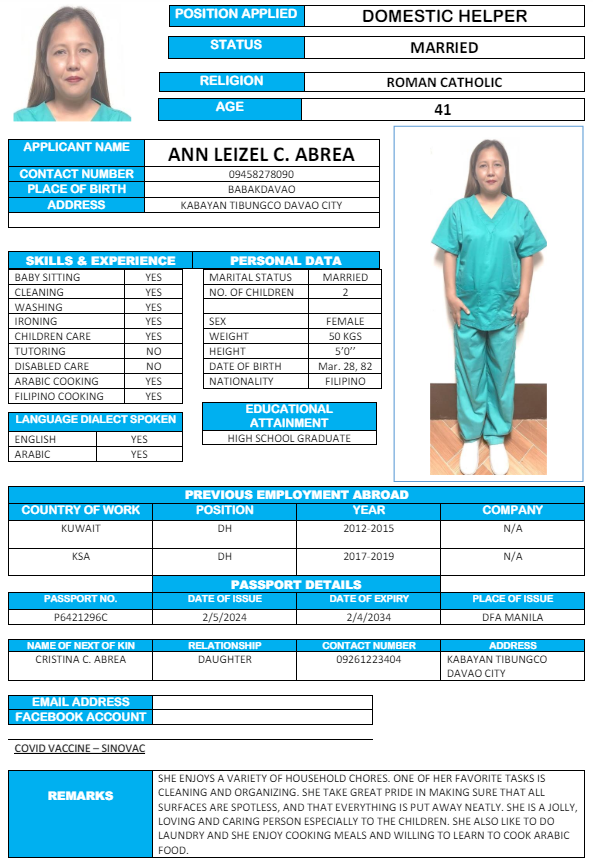 POSITION APPLIED DOMESTIC HELPER
STATUS MARRIED
RELIGION ROMAN CATHOLIC
AGE 41
APPLICANT NAME ANN LEIZEL C. ABREA
CONTACT NUMBER 09458278090
PLACE OF BIRTH BABAKDAVAO
ADDRESS KABAYAN TIBUNGCO DAVAO CITY
SKILLS & EXPERIENCE
BABY SITTING YES
CLEANING YES
WASHING YES
IRONING YES
CHILDREN CARE YES
TUTORING NO
DISABLED CARE NO
ARABIC COOKING YES
FILIPINO COOKING YES
LANGUAGE DIALECT SPOKEN
ENGLISH YES
ARABIC YES
PERSONAL DATA
MARITAL STATUS MARRIED
NO. OF CHILDREN 2
SEX FEMALE
WEIGHT 50 KGS
HEIGHT 5’0’’
DATE OF BIRTH Mar. 28, 82
NATIONALITY FILIPINO
EDUCATIONAL
ATTAINMENT
HIGH SCHOOL GRADUATE
PREVIOUS EMPLOYMENT ABROAD
COUNTRY OF WORK POSITION YEAR COMPANY
KUWAIT DH 2012-2015 N/A
KSA DH 2017-2019 N/A
PASSPORT DETAILS
PASSPORT NO. DATE OF ISSUE DATE OF EXPIRY PLACE OF ISSUE
P6421296C 2/5/2024 2/4/2034 DFA MANILA
NAME OF NEXT OF KIN RELATIONSHIP CONTACT NUMBER ADDRESS
CRISTINA C. ABREA DAUGHTER 09261223404 KABAYAN TIBUNGCO
DAVAO CITY
EMAIL ADDRESS
FACEBOOK ACCOUNT
COVID VACCINE – SINOVAC
REMARKS
SHE ENJOYS A VARIETY OF HOUSEHOLD CHORES. ONE OF HER FAVORITE TASKS IS
CLEANING AND ORGANIZING. SHE TAKE GREAT PRIDE IN MAKING SURE THAT ALL
SURFACES ARE SPOTLESS, AND THAT EVERYTHING IS PUT AWAY NEATLY. SHE IS A JOLLY,
LOVING AND CARING PERSON ESPECIALLY TO THE CHILDREN. SHE ALSO LIKE TO DO
LAUNDRY AND SHE ENJOY COOKING MEALS AND WILLING TO LEARN TO COOK ARABIC
FOOD.